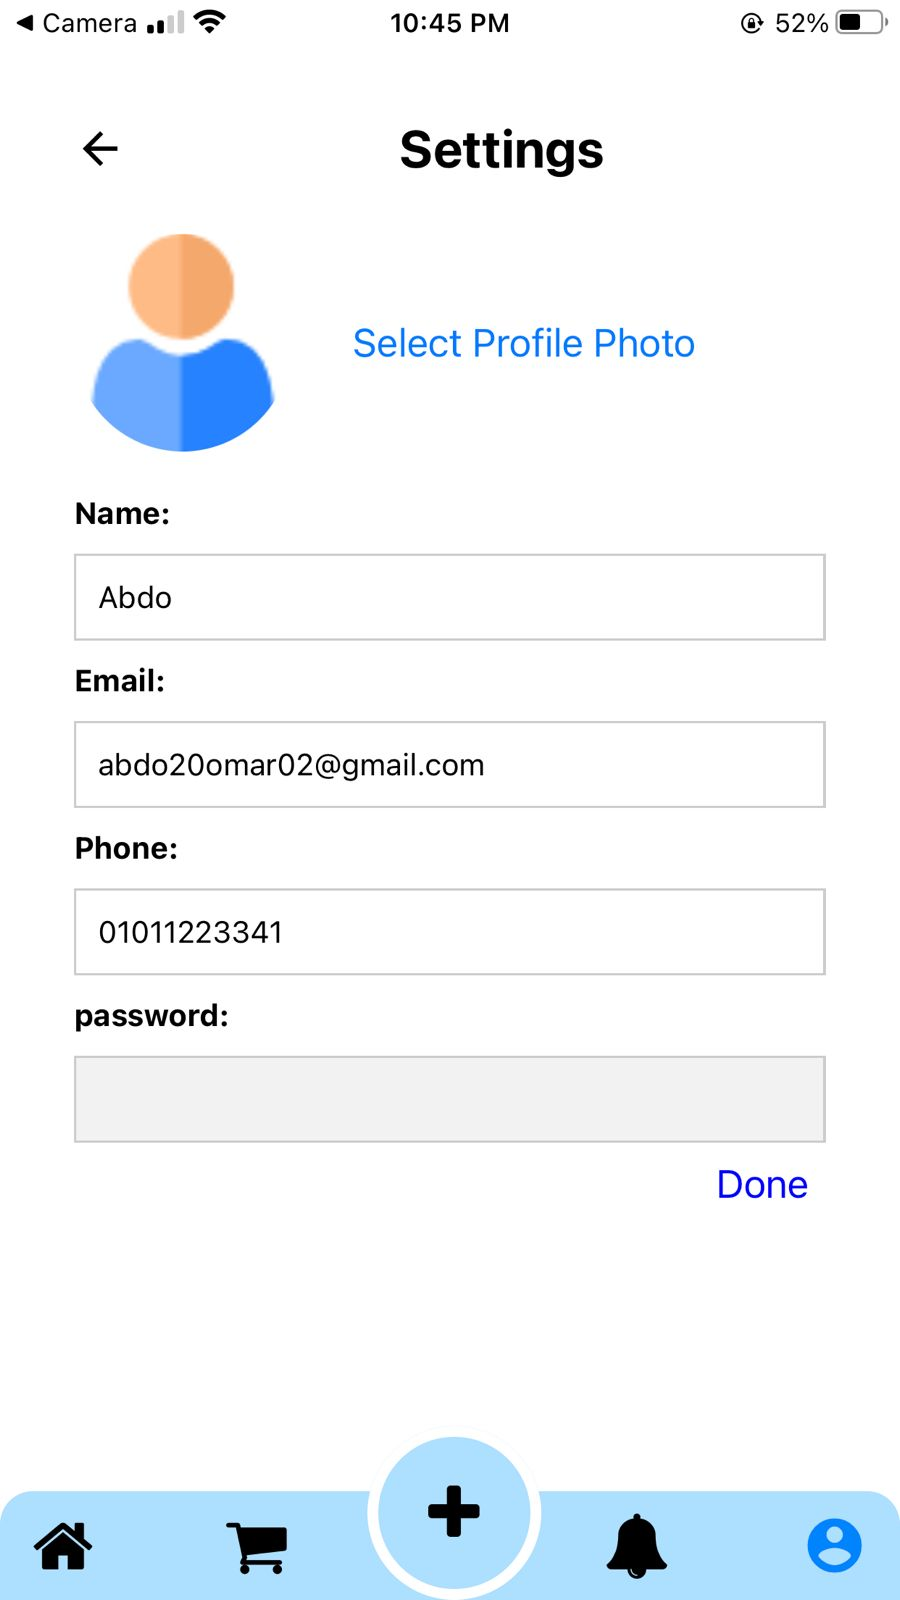 ◀ Camera 10:45 PM 52%
Settings
Select Profile Photo
Name:
Abdo
Email:
abdo20omar02@gmail.com
Phone:
01011223341
password:
Done